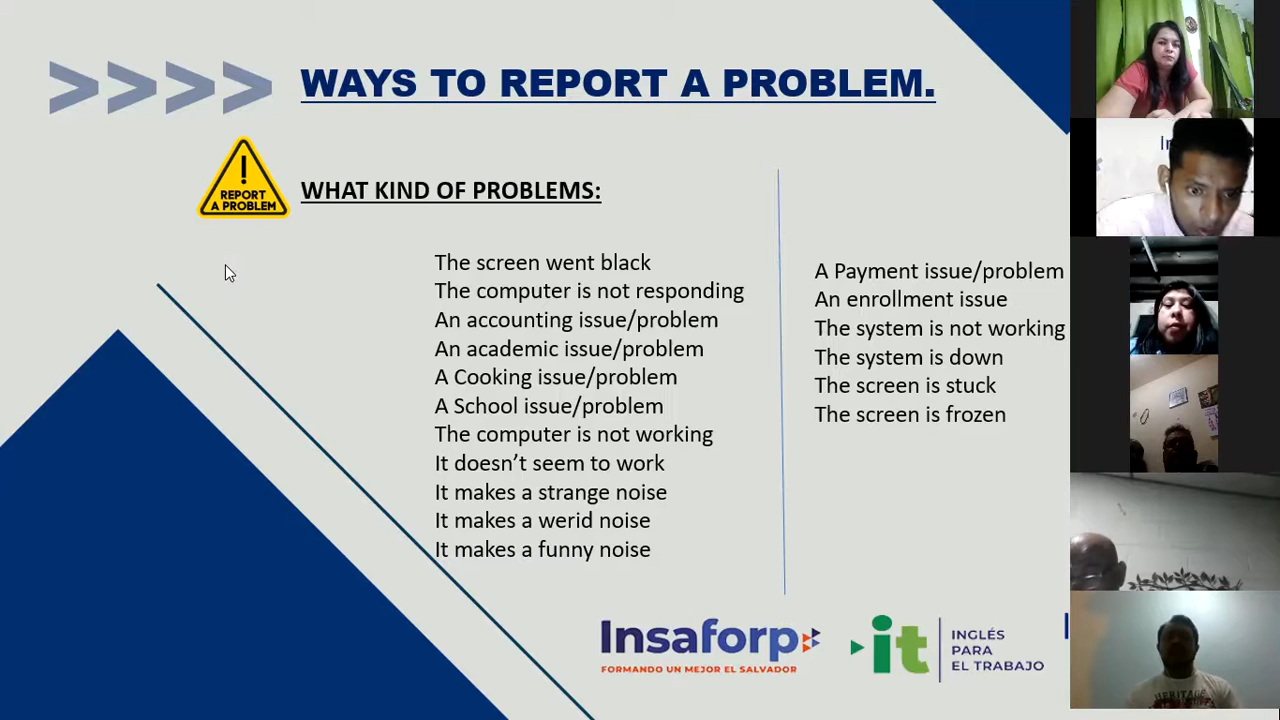 WAYS TO REPORT A PROBLEM.
REPORT
A PROBLEM
WHAT KIND OF PROBLEMS:
The screen went black
The computer is not responding
An accounting issue/problem
An academic issue/problem
A Cooking issue/problem
A School issue/problem
The computer is not working
It doesn't seem to work
It makes a strange noise
It makes a werid noise
It makes a funny noise
A Payment issue/problem
An enrollment issue
The system is not working
The system is down
The screen is stuck
The screen is frozen
Insaforp
FORMANDO UN MEJOR EL SALVADOR
it
INGLÉS
PARA
EL TRABAJO
HERITAGE